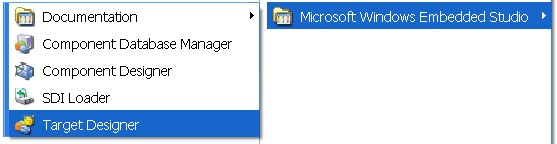 Documentation
Component Database Manager
Component Designer
SDI Loader
Target Designer
Microsoft Windows Embedded Studio